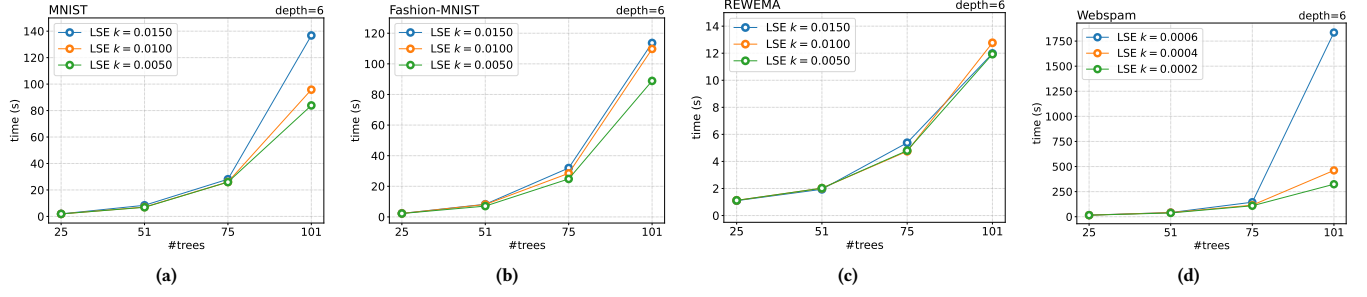 MNIST depth=6
LSE k = 0.0150
LSE k = 0.0100
LSE k = 0.0050
time (s)
140
120
100
80
60
40
20
0
25 51 75 101
#trees
(a)
Fashion-MNIST depth=6
LSE k = 0.0150
LSE k = 0.0100
LSE k = 0.0050
time (s)
120
100
80
60
40
20
0
25 51 75 101
#trees
(b)
REWEMA depth=6
LSE k = 0.0150
LSE k = 0.0100
LSE k = 0.0050
time (s)
14
12
10
8
6
4
2
0
25 51 75 101
#trees
(c)
Webspam depth=6
LSE k = 0.0006
LSE k = 0.0004
LSE k = 0.0002
time (s)
1750
1500
1250
1000
750
500
250
0
25 51 75 101
#trees
(d)